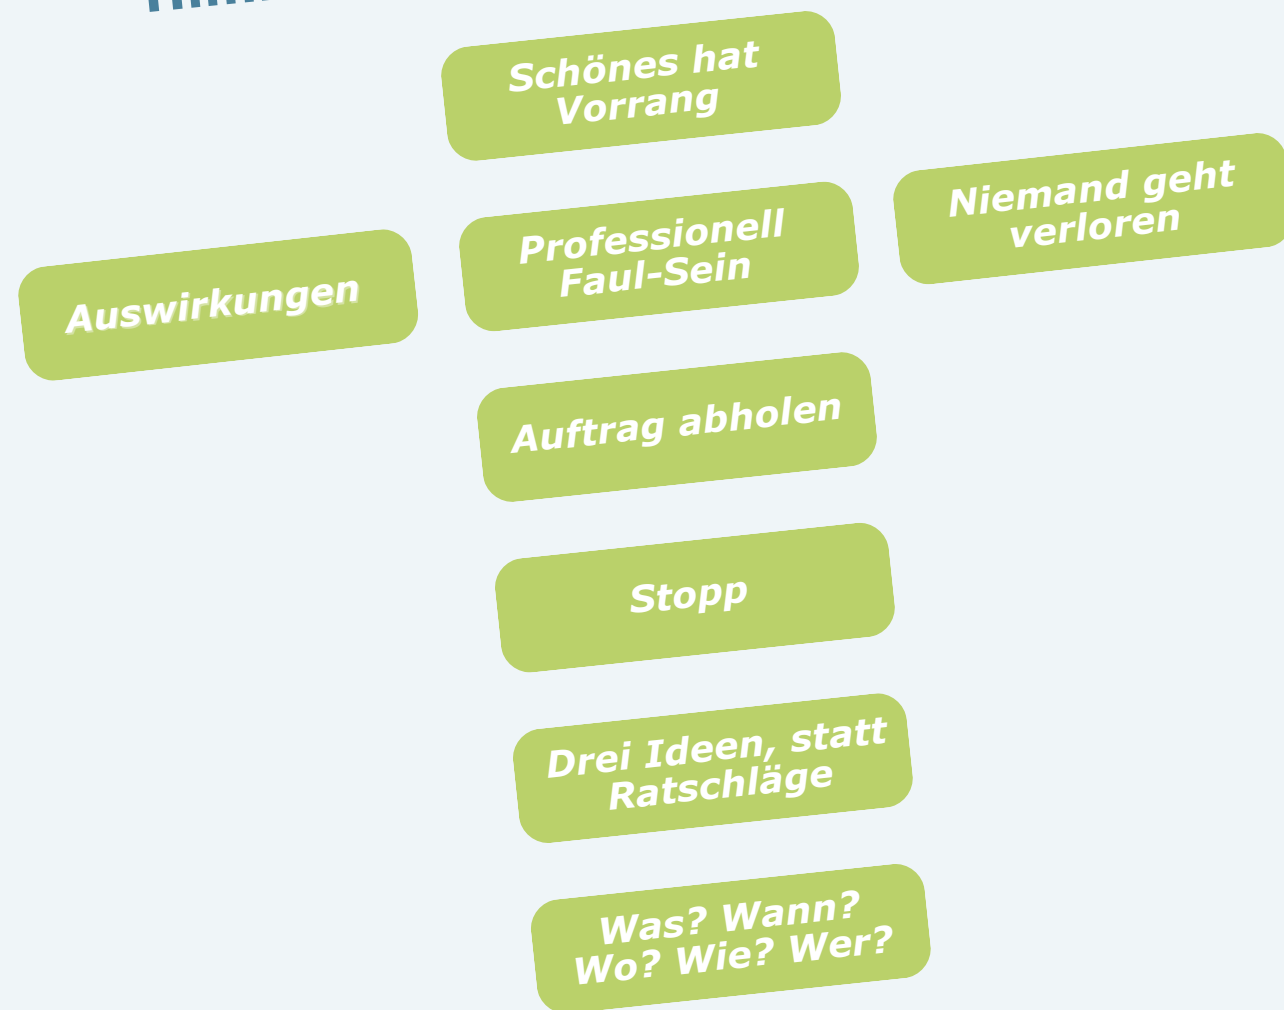 Schönes hat
Vorrang
Niemand geht
verloren
Professionell
Faul-Sein
Auswirkungen
Auftrag abholen
Stopp
Drei Ideen, statt
Ratschläge
Was? Wann?
Wo? Wie? Wer?